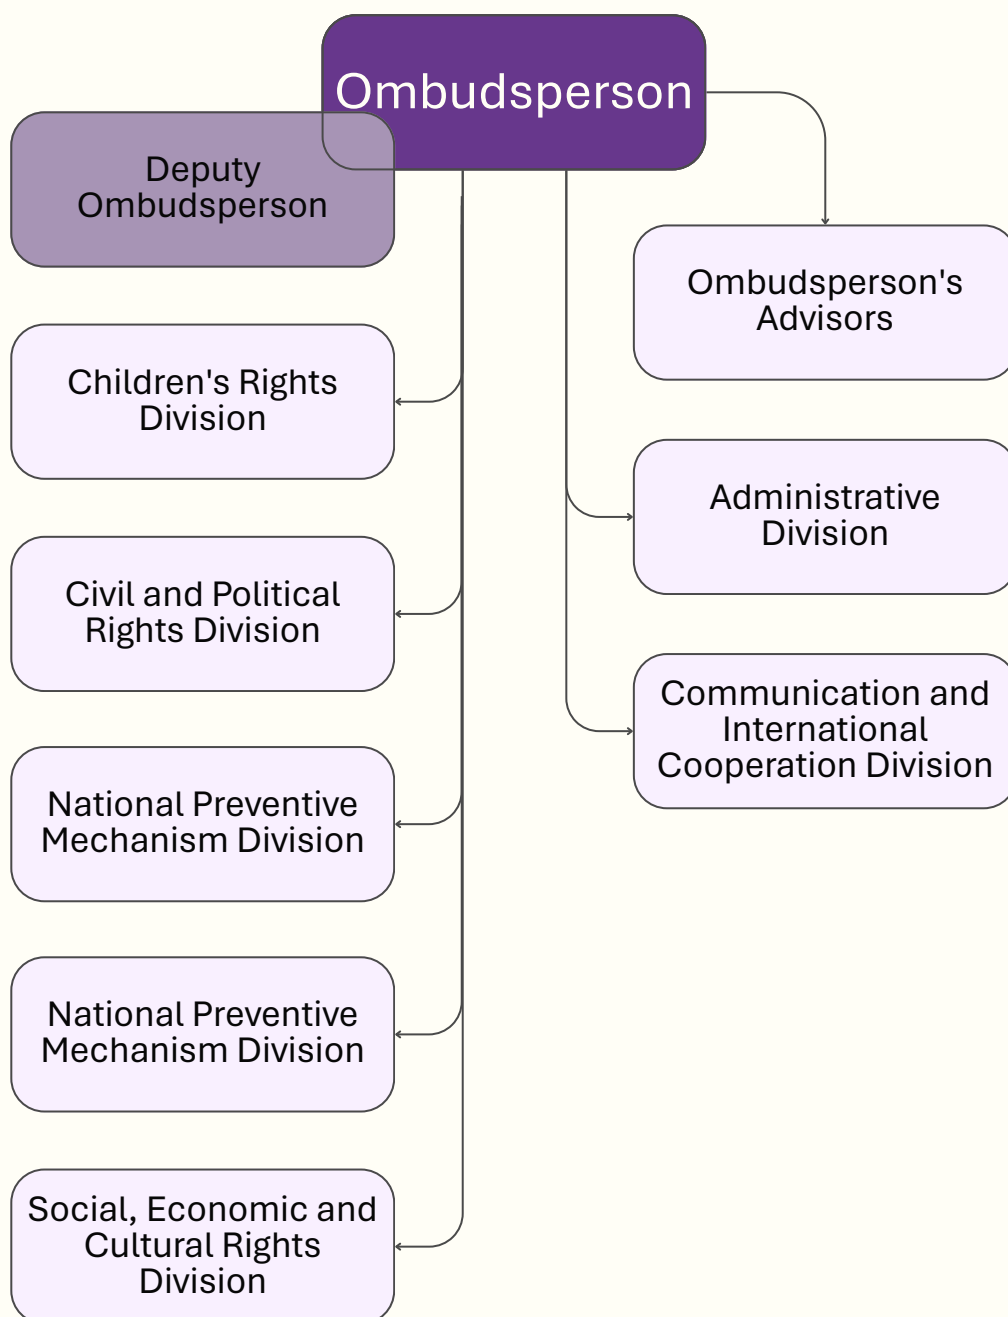 Ombudsperson
Deputy
Ombudsperson
Ombudsperson's
Advisors
Children's Rights
Division
Administrative
Division
Civil and Political
Rights Division
Communication and
International
Cooperation Division
National Preventive
Mechanism Division
National Preventive
Mechanism Division
Social, Economic and
Cultural Rights
Division